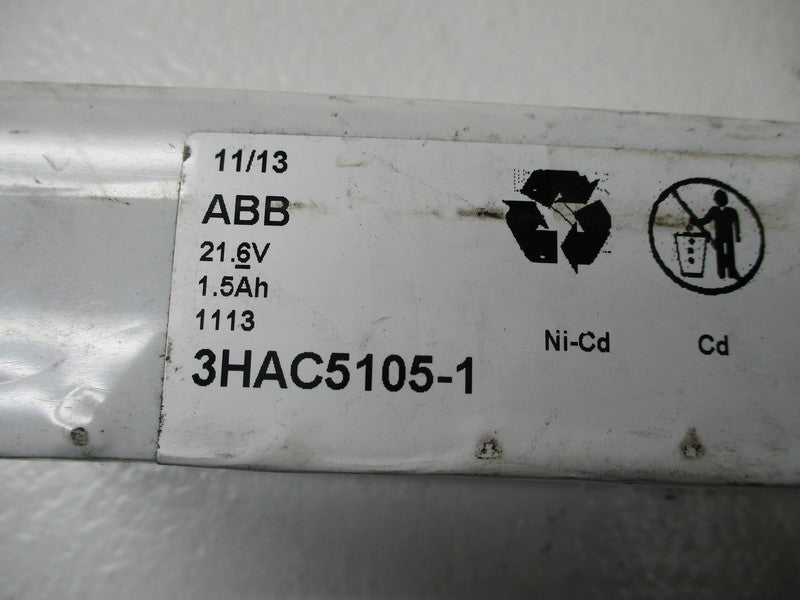 11/13
ABB
21.6V
1.5Ah
1113
3HAC5105-1
Ni-Cd
Cd